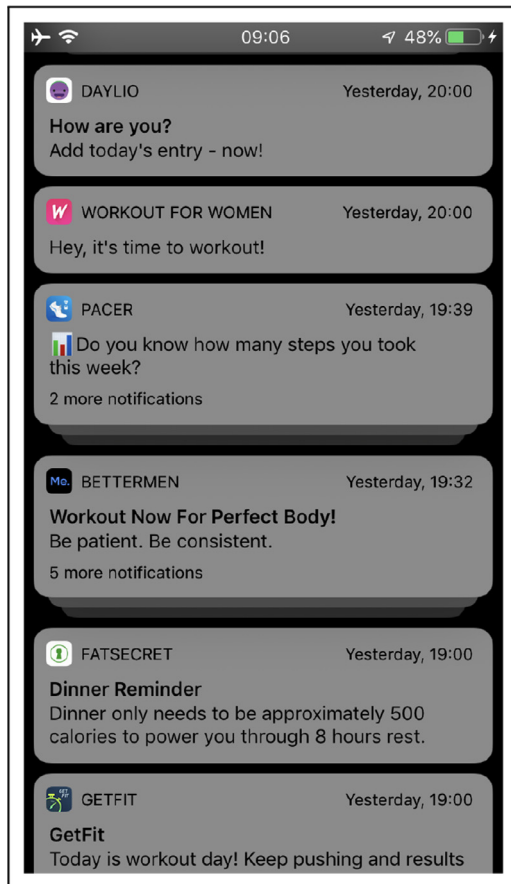 09:06
48%
DAYLIO Yesterday, 20:00
How are you?
Add today's entry - now!
W WORKOUT FOR WOMEN Yesterday, 20:00
Hey, it's time to workout!
PACER Yesterday, 19:39
Do you know how many steps you took
this week?
2 more notifications
Me. BETTERMEN Yesterday, 19:32
Workout Now For Perfect Body!
Be patient. Be consistent.
5 more notifications
FATSECRET Yesterday, 19:00
Dinner Reminder
Dinner only needs to be approximately 500
calories to power you through 8 hours rest.
GET FIT GETFIT Yesterday, 19:00
GetFit
Today is workout day! Keep pushing and results